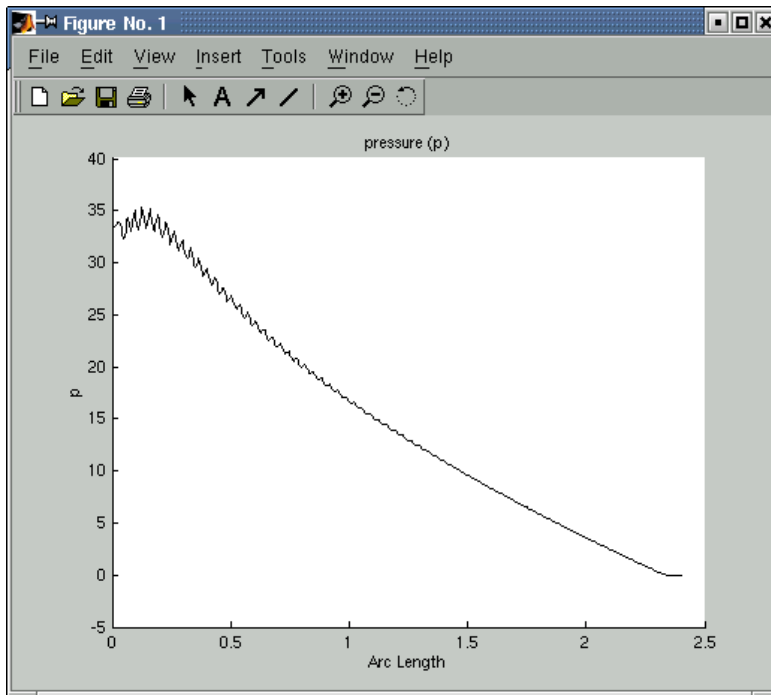 Figure No. 1
File Edit View Insert Tools Window Help
A
pressure (p)
40
35
30
25
20
15
10
5
0
-5
p
0 0.5 1 1.5 2 2.5
Arc Length